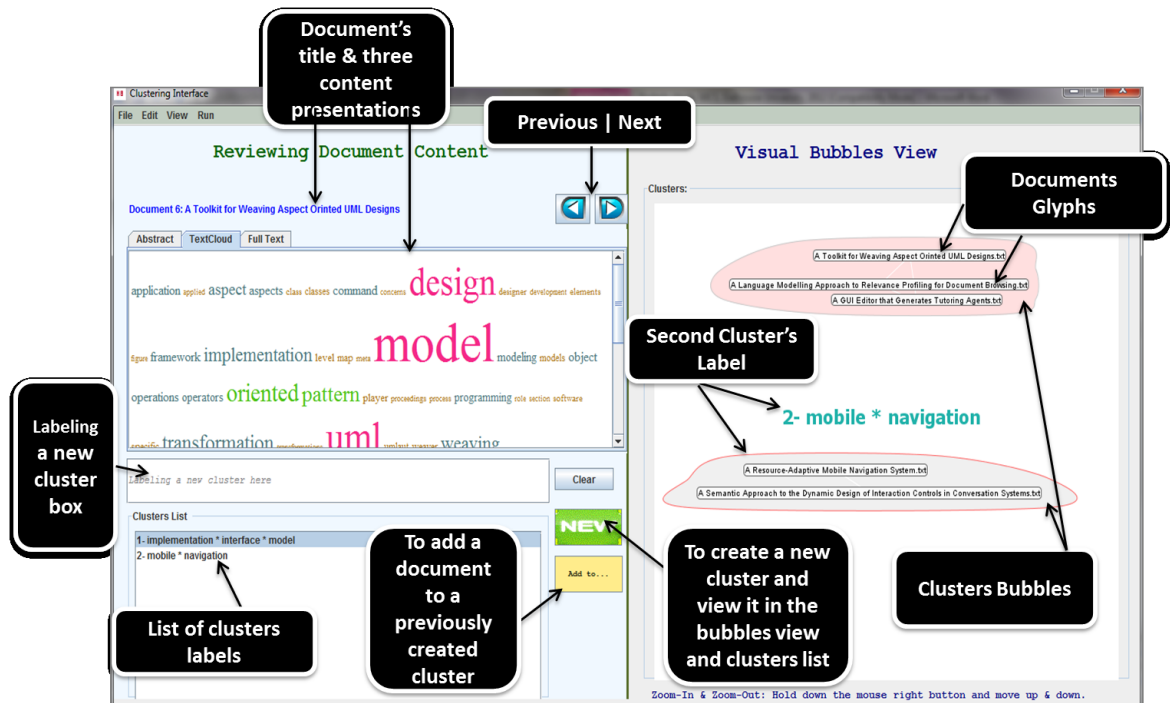 Document's
title & three
content
presentations
Clustering Interface
File Edit View Run
Previous | Next
Reviewing Document Content
Visual Bubbles View
Document 6: A Toolkit for Weaving Aspect Orinted UML Designs
Abstract TextCloud Full Text
application applied aspect aspects class classes command concerns design designer development elements
figure framework implementation level map meta model modeling models object
operations operators oriented pattern player proceedings process programming role section software
specific transformation transformations uml umlaut weaver weaving
Labeling
a new
cluster
box
Labeling a new cluster here
Clear
Clusters List
1- implementation * interface * model
2- mobile * navigation
NEW
Add to...
List of clusters
labels
To add a
document
to a
previously
created
cluster
To create a new
cluster and
view it in the
bubbles view
and clusters list
Clusters:
Documents
Glyphs
A Toolkit for Weaving Aspect Orinted UML Designs.txt
A Language Modelling Approach to Relevance Profiling for Document Browsing.txt
A GUI Editor that Generates Tutoring Agents.txt
Second Cluster's
Label
2- mobile * navigation
A Resource-Adaptive Mobile Navigation System.txt
A Semantic Approach to the Dynamic Design of Interaction Controls in Conversation Systems.txt
Clusters Bubbles
Zoom-In & Zoom-Out: Hold down the mouse right button and move up & down.